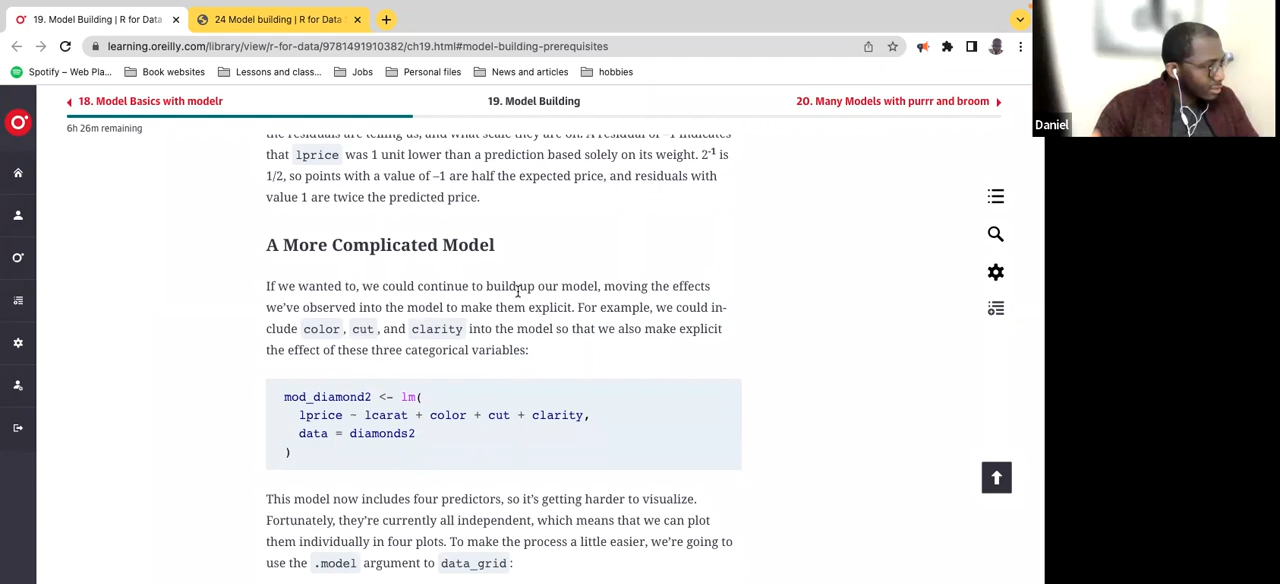 19. Model Building | R for Data
24 Model building | R for Data
learning.oreilly.com/library/view/r-for-data/9781491910382/ch19.html#model-building-prerequisites
Spotify – Web Pla...
Book websites
Lessons and class...
Jobs
Personal files
News and articles
hobbies
Daniel
18. Model Basics with modelr
19. Model Building
20. Many Models with purrr and broom
6h 26m remaining
the residuals are telling us, and what scale they are on. A residual of –1 indicates
that lprice was 1 unit lower than a prediction based solely on its weight. 2⁻¹ is
1/2, so points with a value of –1 are half the expected price, and residuals with
value 1 are twice the predicted price.
A More Complicated Model
If we wanted to, we could continue to build up our model, moving the effects
we’ve observed into the model to make them explicit. For example, we could in-
clude color, cut, and clarity into the model so that we also make explicit
the effect of these three categorical variables:
mod_diamond2 <- lm(
lprice ~ lcarat + color + cut + clarity,
data = diamonds2
)
This model now includes four predictors, so it’s getting harder to visualize.
Fortunately, they’re currently all independent, which means that we can plot
them individually in four plots. To make the process a little easier, we’re going to
use the .model argument to data_grid: